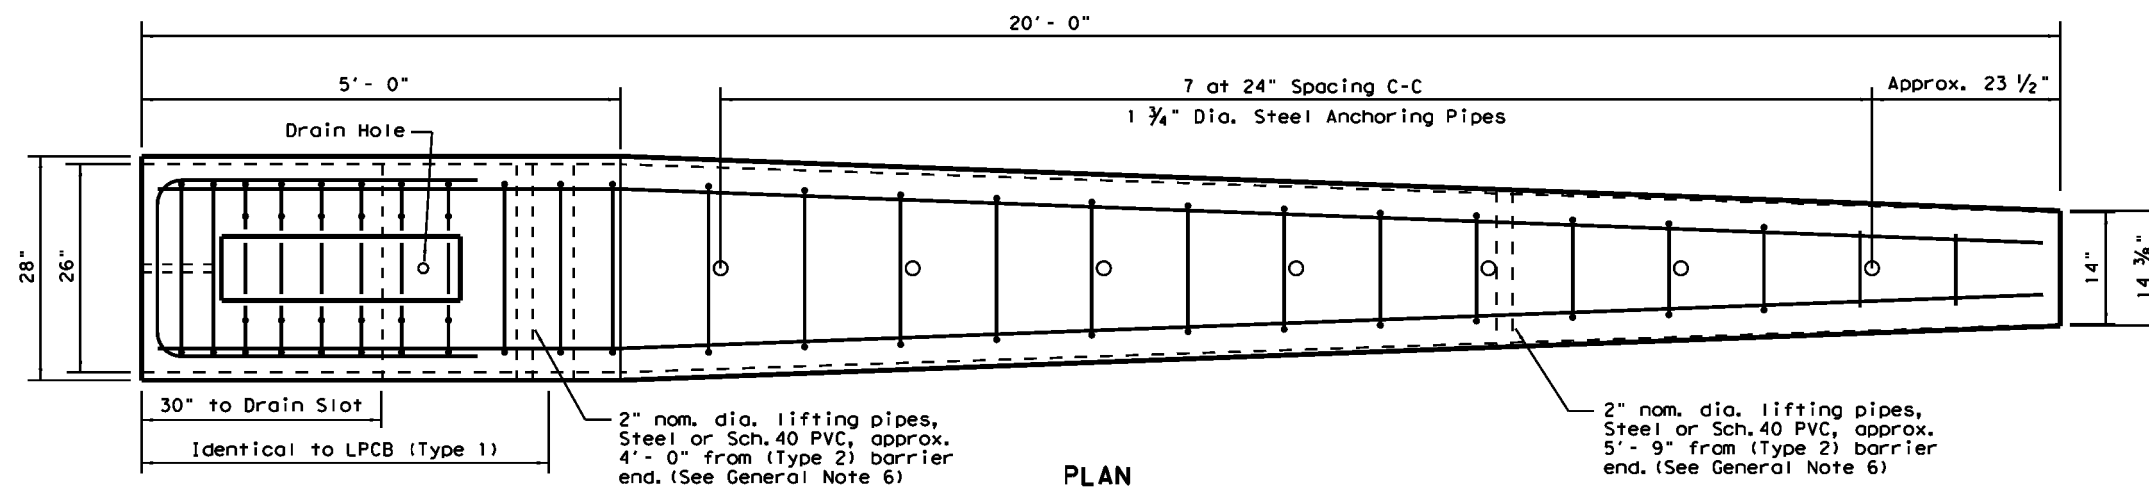 20'- 0"
5'- 0"
7 at 24" Spacing C-C
Approx. 23 ½"
1 ¾" Dia. Steel Anchoring Pipes
Drain Hole
28"
26"
14"
14 ⅜"
30" to Drain Slot
Identical to LPCB (Type 1)
2" nom. dia. lifting pipes,
Steel or Sch.40 PVC, approx.
4'- 0" from (Type 2) barrier
end. (See General Note 6)
PLAN
2" nom. dia. lifting pipes,
Steel or Sch.40 PVC, approx.
5'- 9" from (Type 2) barrier
end. (See General Note 6)